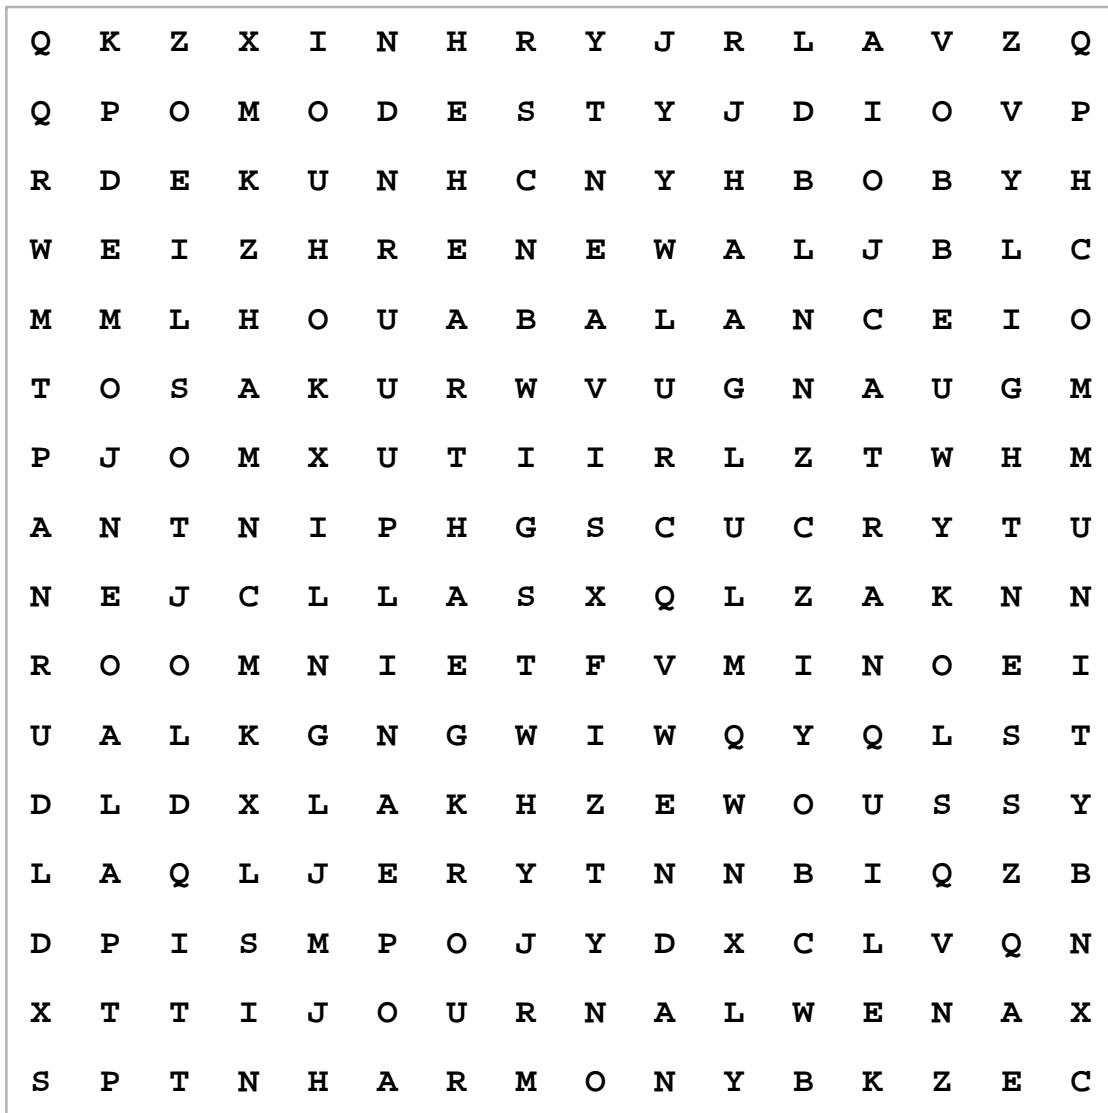 Q K Z X I N H R Y J R L A V Z Q
Q P O M O D E S T Y J D I O V P
R D E K U N H C N Y H B O B Y H
W E I Z H R E N E W A L J B L C
M M L H O U A B A L A N C E I O
T O S A K U R W V U G N A U G M
P J O M X U T I I R L Z T W H M
A N T N I P H G S C U C R Y T U
N E J C L L A S X Q L Z A K N N
R O O M N I E T F V M I N O E I
U A L K G N G W I W Q Y Q L S T
D L D X L A K H Z E W O U S S Y
L A Q L J E R Y T N N B I Q Z B
D P I S M P O J Y D X C L V Q N
X T T I J O U R N A L W E N A X
S P T N H A R M O N Y B K Z E C